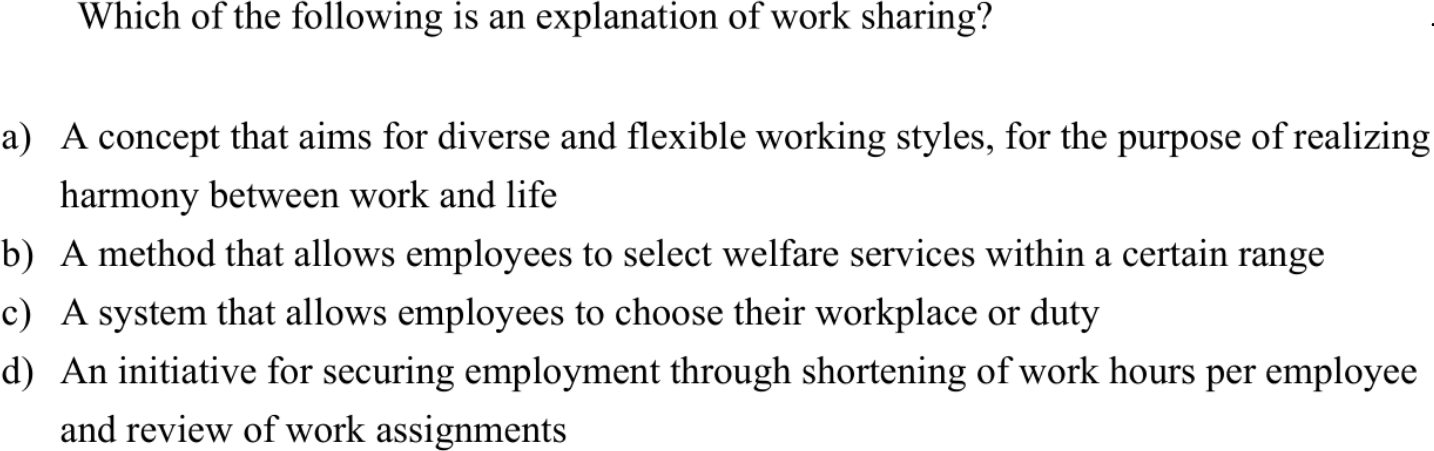 Which of the following is an explanation of work sharing?
a) A concept that aims for diverse and flexible working styles, for the purpose of realizing
harmony between work and life
b) A method that allows employees to select welfare services within a certain range
c) A system that allows employees to choose their workplace or duty
d) An initiative for securing employment through shortening of work hours per employee
and review of work assignments